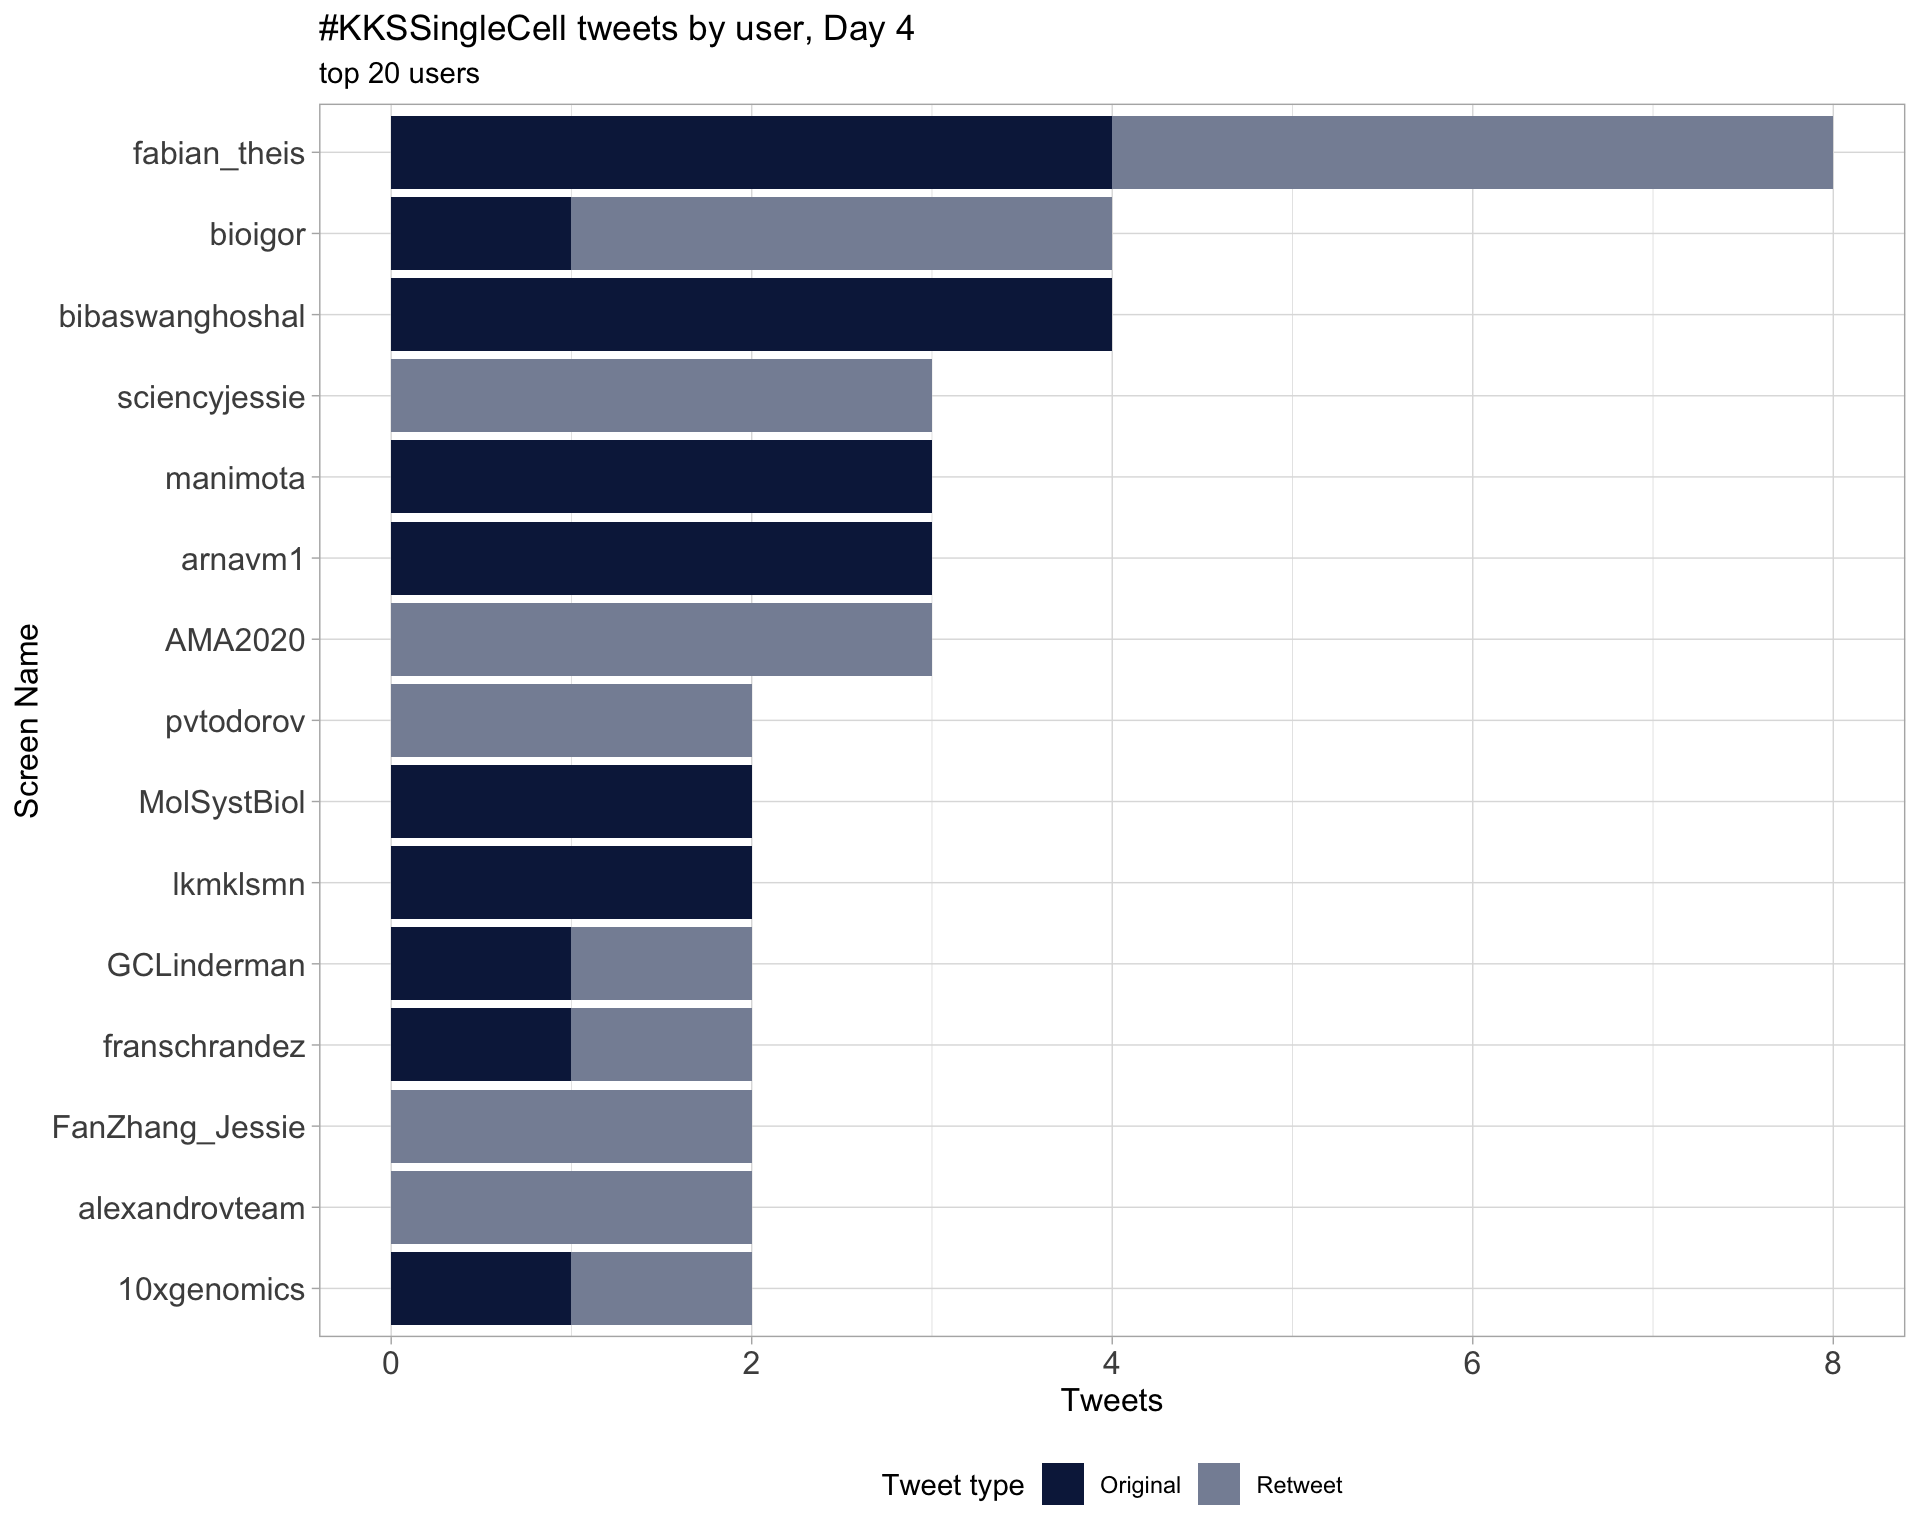 #KKSSingleCell tweets by user, Day 4
top 20 users
Screen Name
fabian_theis
bioigor
bibaswanghoshal
sciencyjessie
manimota
arnavm1
AMA2020
pvtodorov
MolSystBiol
lkmklsmn
GCLinderman
franschrandez
FanZhang_Jessie
alexandrovteam
10xgenomics
0 2 4 6 8
Tweets
Tweet type Original Retweet